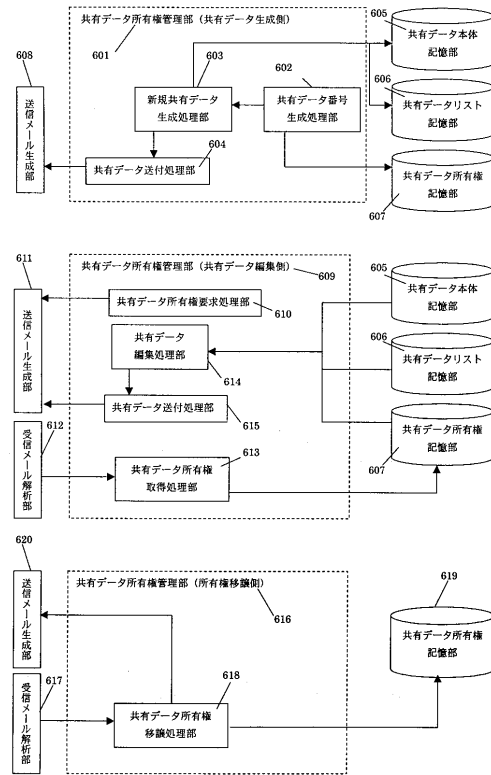 共有データ所有権管理部（共有データ生成側）
601
603
602
605
共有データ本体
記憶部
608
送信メール生成部
新規共有データ
生成処理部
共有データ番号
生成処理部
606
共有データリスト
記憶部
604
共有データ送付処理部
共有データ所有権
記憶部
607
611
共有データ所有権管理部（共有データ編集側）
609
605
共有データ本体
記憶部
送信メール生成部
共有データ所有権要求処理部
610
共有データ
編集処理部
614
606
共有データリスト
記憶部
共有データ送付処理部
615
共有データ所有権
記憶部
607
612
受信メール解析部
613
共有データ所有権
取得処理部
620
送信メール生成部
共有データ所有権管理部（所有権移譲側）
616
619
共有データ所有権
記憶部
617
受信メール解析部
618
共有データ所有権
移譲処理部